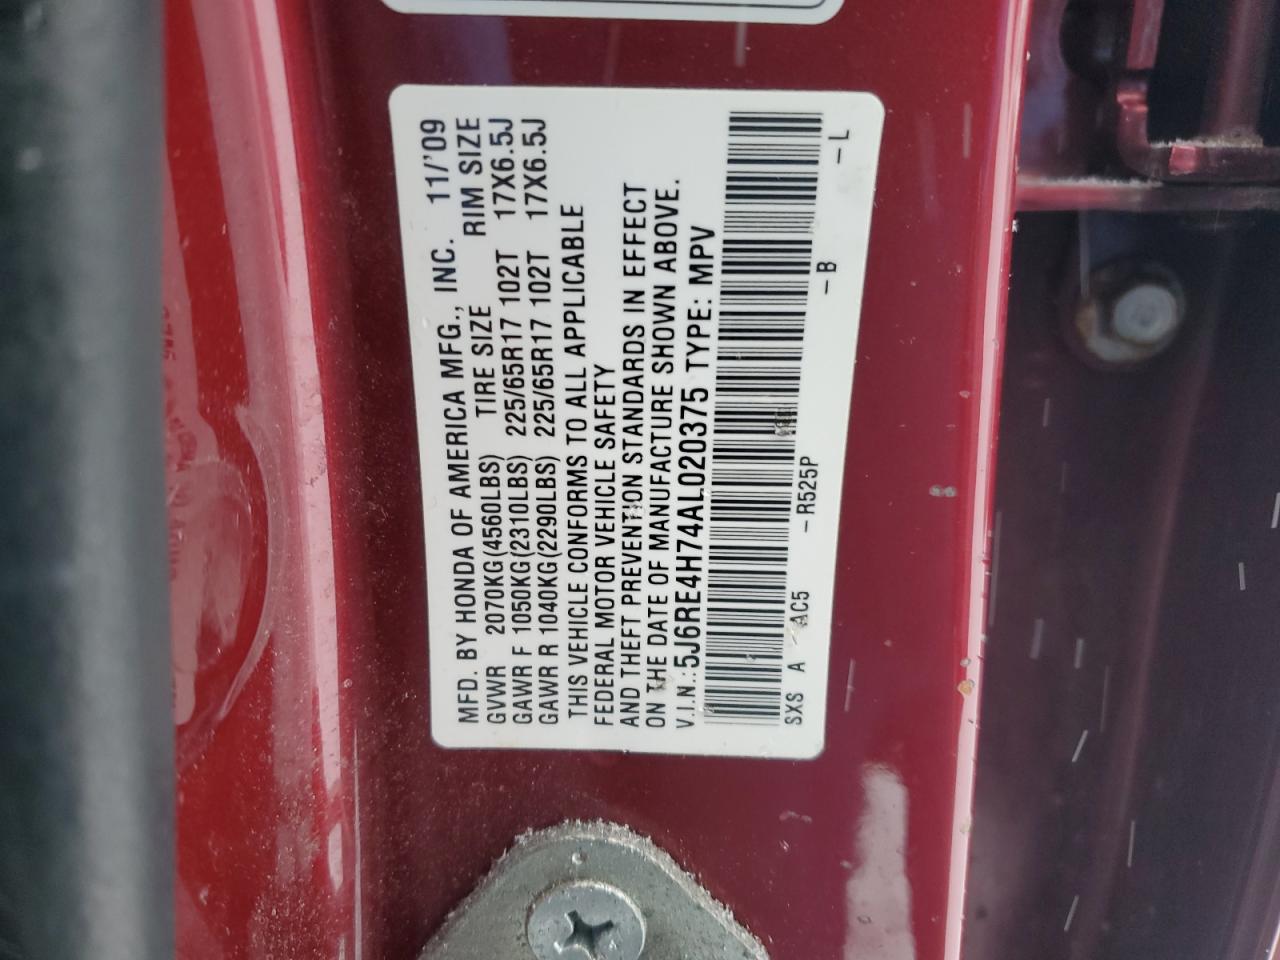 MFD. BY HONDA OF AMERICA MFG., INC. 11/'09
GVWR 2070KG(4560LBS) TIRE SIZE RIM SIZE
GAWR F 1050KG(2310LBS) 225/65R17 102T 17X6.5J
GAWR R 1040KG(2290LBS) 225/65R17 102T 17X6.5J
THIS VEHICLE CONFORMS TO ALL APPLICABLE
FEDERAL MOTOR VEHICLE SAFETY
AND THEFT PREVENTION STANDARDS IN EFFECT
ON THE DATE OF MANUFACTURE SHOWN ABOVE.
V.I.N.:5J6RE4H74AL020375 TYPE: MPV
SXS A - AC5 -R525P -B -L